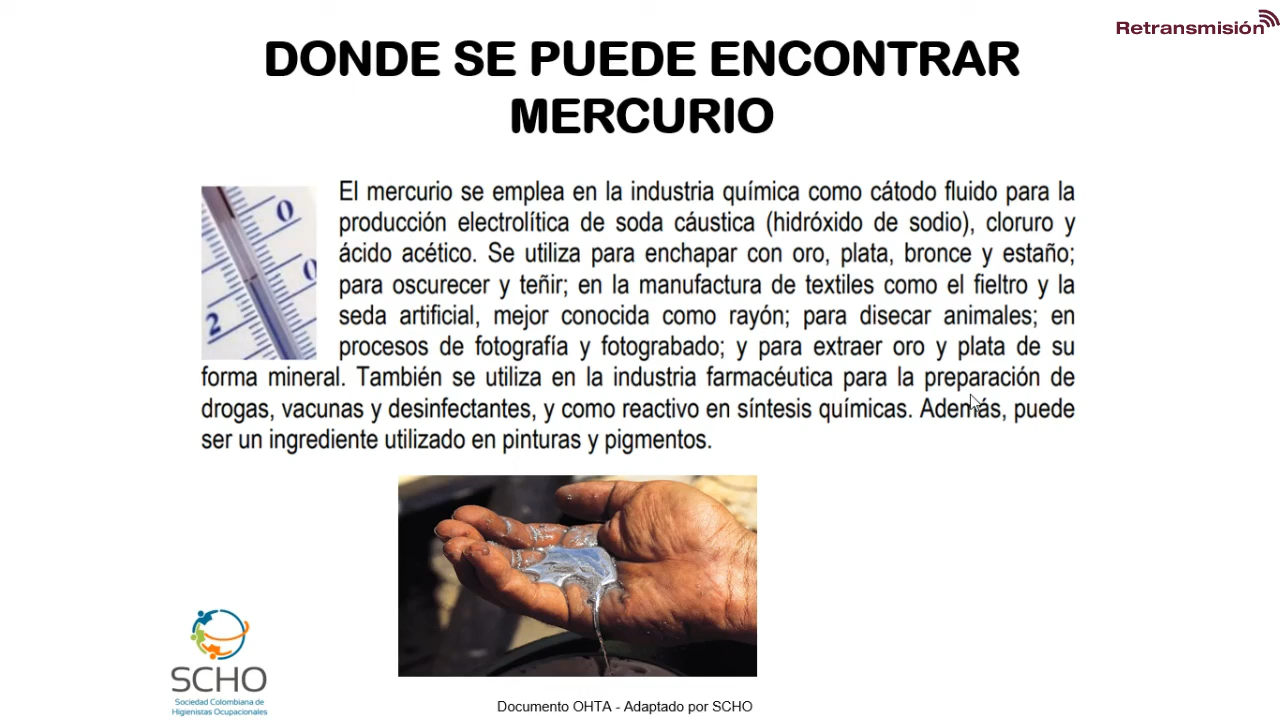 Retransmisión
DONDE SE PUEDE ENCONTRAR
MERCURIO
El mercurio se emplea en la industria química como cátodo fluido para la
producción electrolítica de soda cáustica (hidróxido de sodio), cloruro y
ácido acético. Se utiliza para enchapar con oro, plata, bronce y estaño;
para oscurecer y teñir; en la manufactura de textiles como el fieltro y la
seda artificial, mejor conocida como rayón; para disecar animales; en
procesos de fotografía y fotograbado; y para extraer oro y plata de su
forma mineral. También se utiliza en la industria farmacéutica para la preparación de
drogas, vacunas y desinfectantes, y como reactivo en síntesis químicas. Además, puede
ser un ingrediente utilizado en pinturas y pigmentos.
0
0
2
SCHO
Sociedad Colombiana de
Higienistas Ocupacionales
Documento OHTA - Adaptado por SCHO